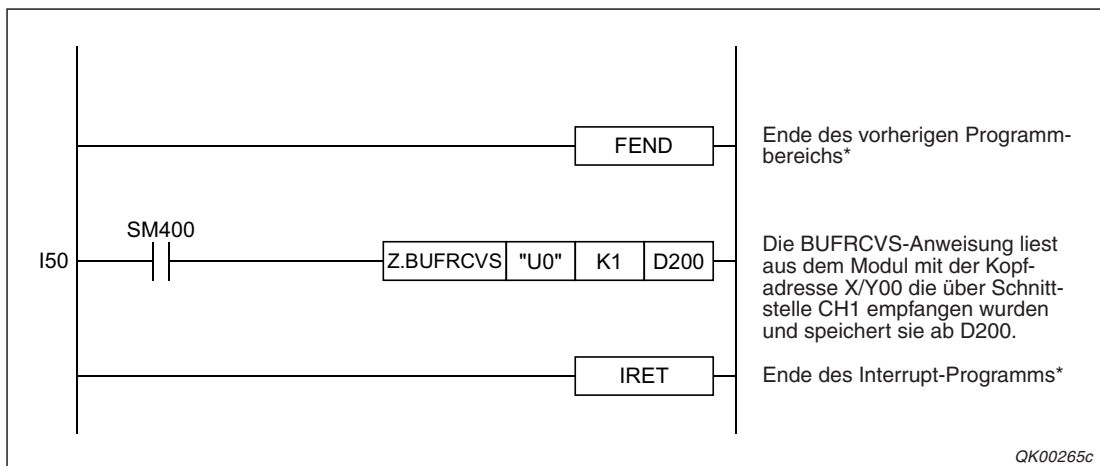 FEND
Ende des vorherigen Programm-
bereichs*
SM400
I50
Z.BUFRCVS "U0" K1 D200
Die BUFRCVS-Anweisung liest
aus dem Modul mit der Kopf-
adresse X/Y00 die über Schnitt-
stelle CH1 empfangen wurden
und speichert sie ab D200.
IRET
Ende des Interrupt-Programms*
QK00265c